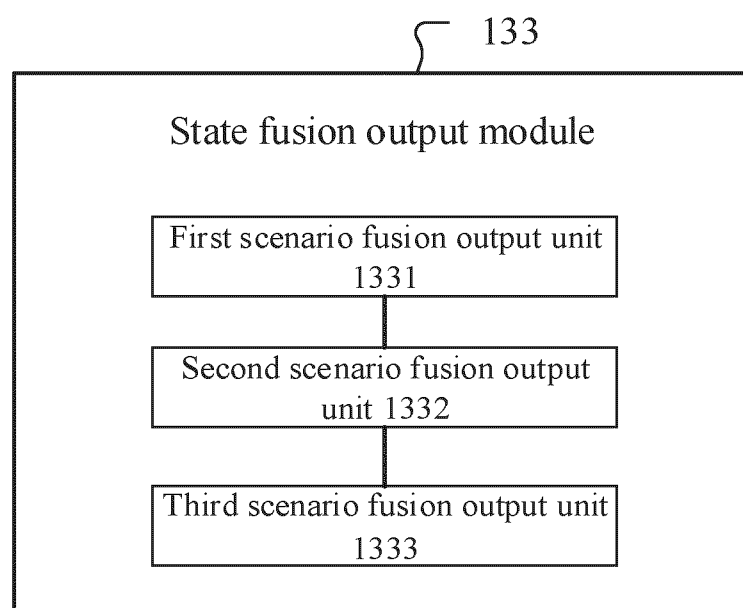 133
State fusion output module
First scenario fusion output unit
1331
Second scenario fusion output
unit 1332
Third scenario fusion output unit
1333